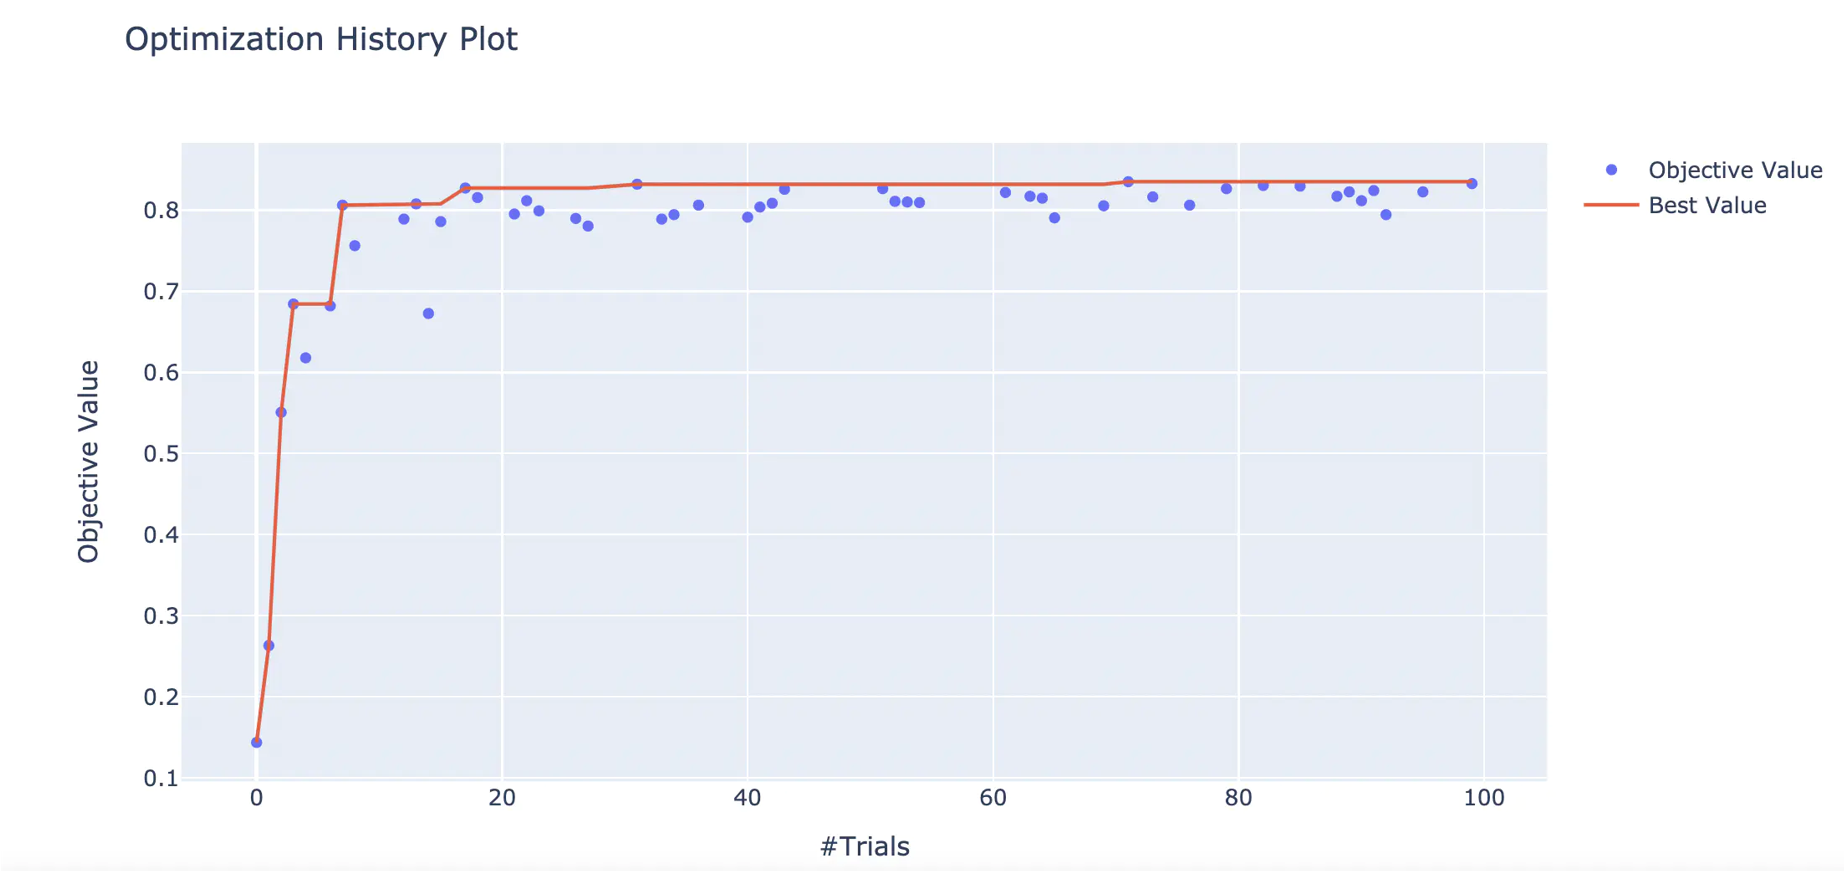 Optimization History Plot
Objective Value
Best Value
0.8
0.7
0.6
0.5
0.4
0.3
0.2
0.1
Objective Value
0 20 40 60 80 100
#Trials